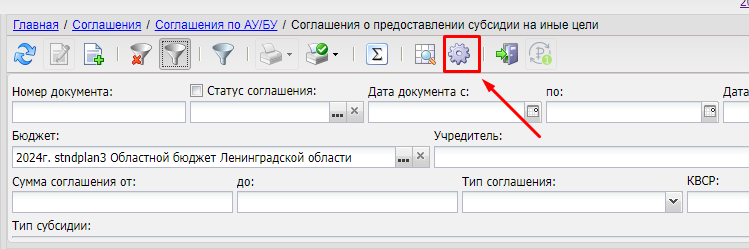 Главная / Соглашения / Соглашения по АУ/БУ / Соглашения о предоставлении субсидии на иные цели
Номер документа: Статус соглашения: Дата документа с: по: Дата
Бюджет: Учредитель:
2024г. stndplan3 Областной бюджет Ленинградской области
Сумма соглашения от: до: Тип соглашения: КВСР:
Тип субсидии: